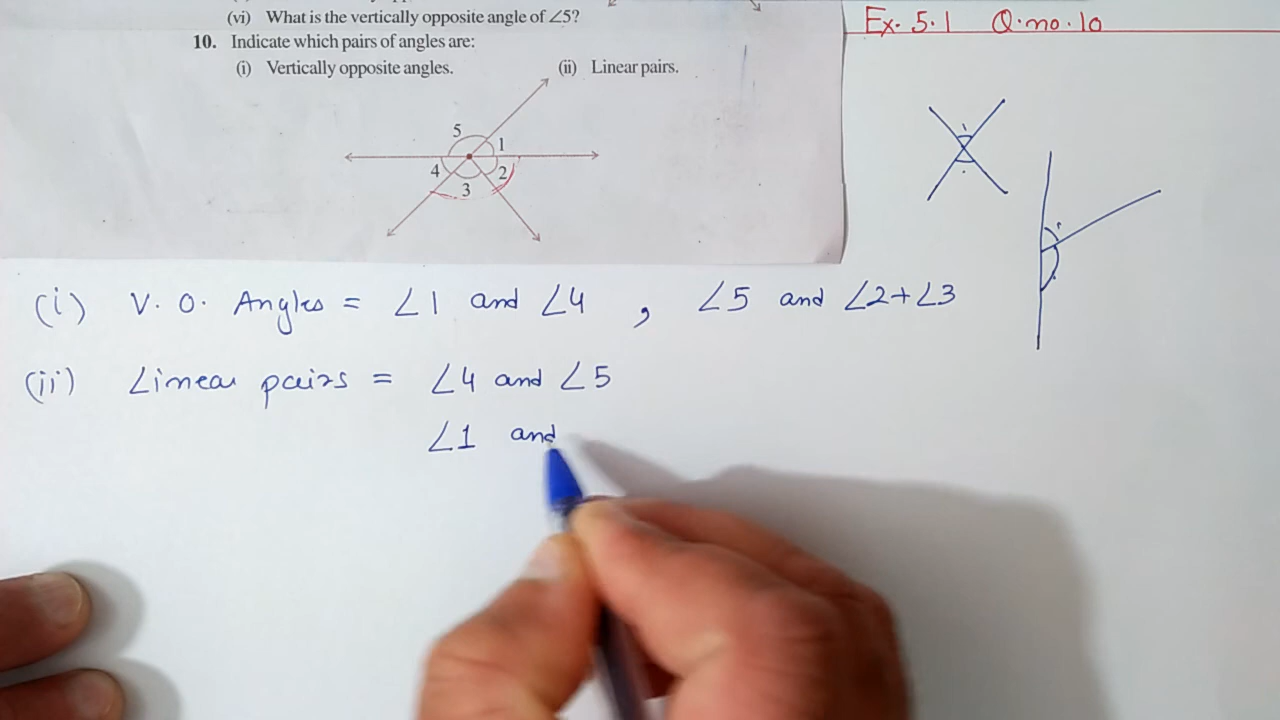 (vi) What is the vertically opposite angle of ∠5?
10. Indicate which pairs of angles are:
(i) Vertically opposite angles. (ii) Linear pairs.
5
1
4
2
3
Ex. 5.1 Q.no.10
(i) V.O. Angles = ∠1 and ∠4 , ∠5 and ∠2+∠3
(ii) Linear pairs = ∠4 and ∠5
∠1 and